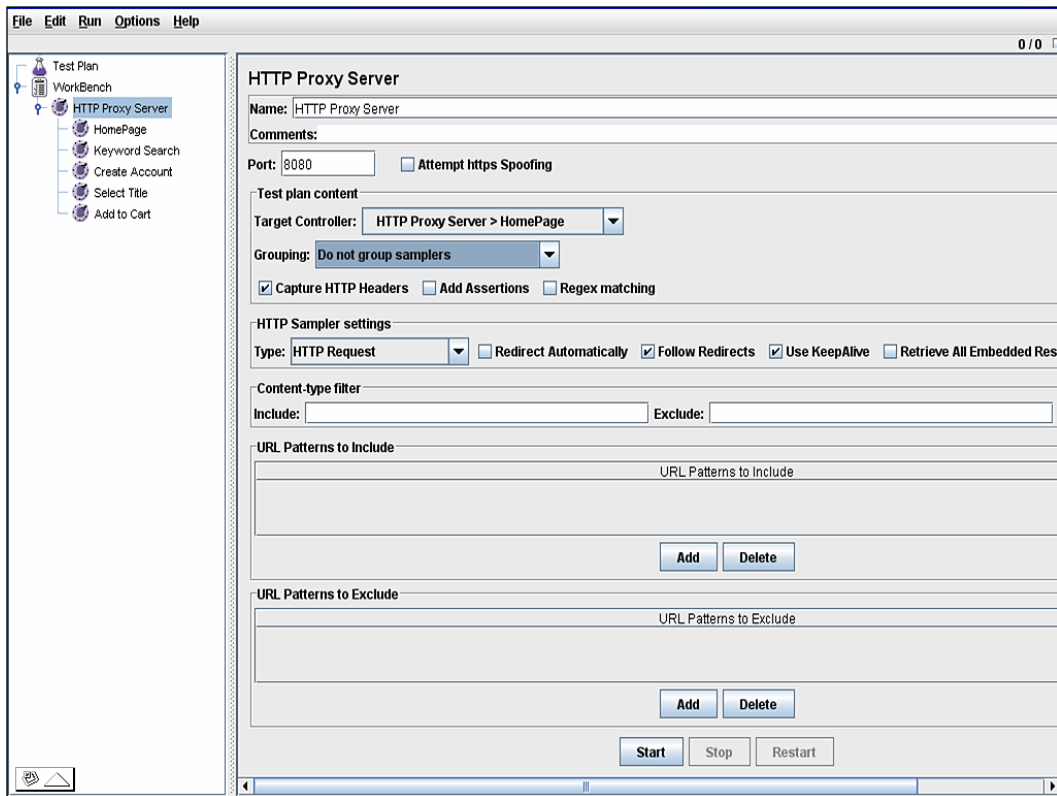 File Edit Run Options Help
0 / 0
Test Plan
WorkBench
HTTP Proxy Server
HomePage
Keyword Search
Create Account
Select Title
Add to Cart
HTTP Proxy Server
Name: HTTP Proxy Server
Comments:
Port: 8080 Attempt https Spoofing
Test plan content
Target Controller: HTTP Proxy Server > HomePage
Grouping: Do not group samplers
Capture HTTP Headers Add Assertions Regex matching
HTTP Sampler settings
Type: HTTP Request Redirect Automatically Follow Redirects Use KeepAlive Retrieve All Embedded Res
Content-type filter
Include: Exclude:
URL Patterns to Include
URL Patterns to Include
Add Delete
URL Patterns to Exclude
URL Patterns to Exclude
Add Delete
Start Stop Restart